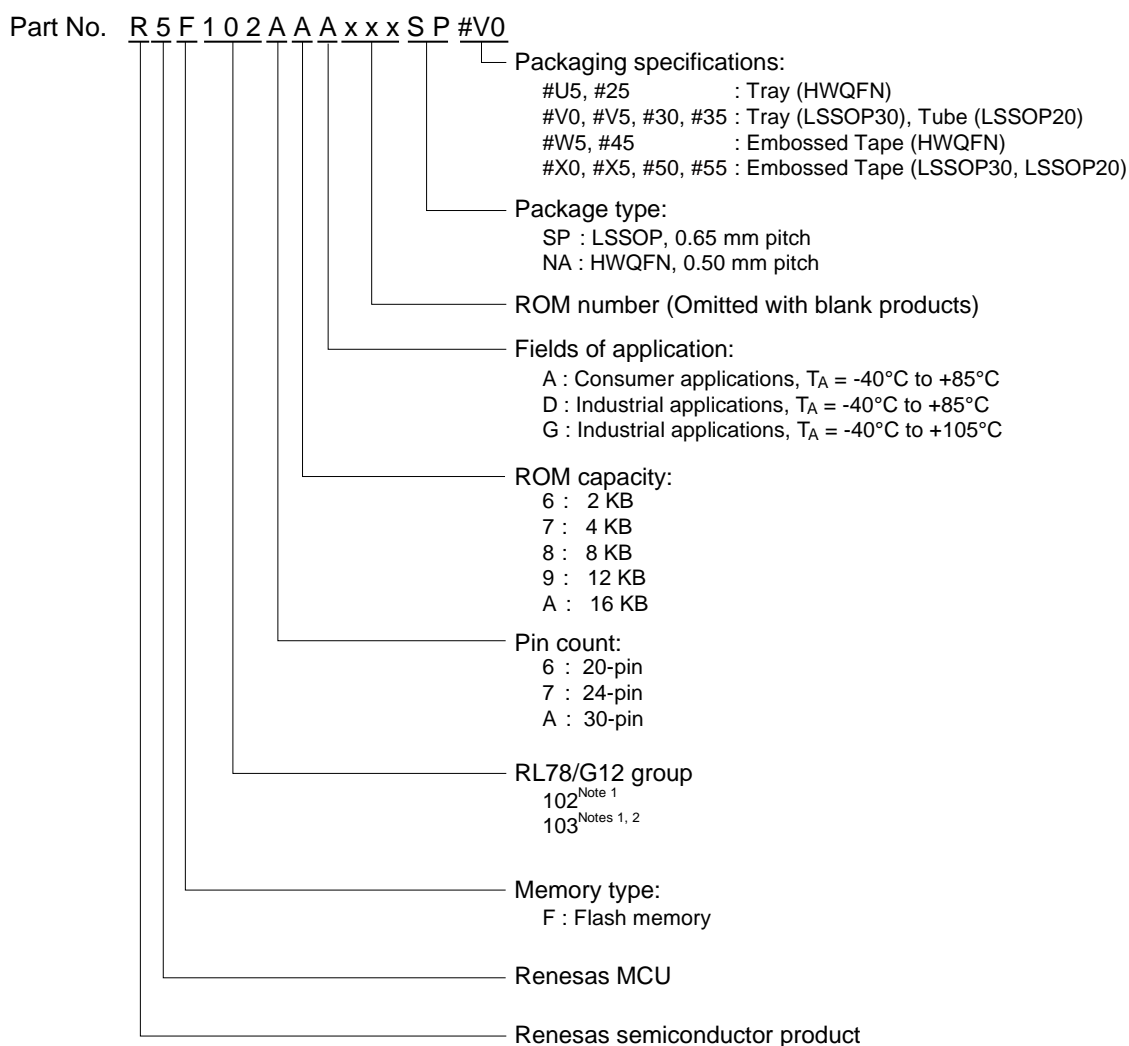 Part No. R 5 F 1 0 2 A A A x x x S P #V0
Packaging specifications:
#U5, #25 : Tray (HWQFN)
#V0, #V5, #30, #35 : Tray (LSSOP30), Tube (LSSOP20)
#W5, #45 : Embossed Tape (HWQFN)
#X0, #X5, #50, #55 : Embossed Tape (LSSOP30, LSSOP20)
Package type:
SP : LSSOP, 0.65 mm pitch
NA : HWQFN, 0.50 mm pitch
ROM number (Omitted with blank products)
Fields of application:
A : Consumer applications, TA = -40°C to +85°C
D : Industrial applications, TA = -40°C to +85°C
G : Industrial applications, TA = -40°C to +105°C
ROM capacity:
6 : 2 KB
7 : 4 KB
8 : 8 KB
9 : 12 KB
A : 16 KB
Pin count:
6 : 20-pin
7 : 24-pin
A : 30-pin
RL78/G12 group
102Note 1
103Notes 1, 2
Memory type:
F : Flash memory
Renesas MCU
Renesas semiconductor product